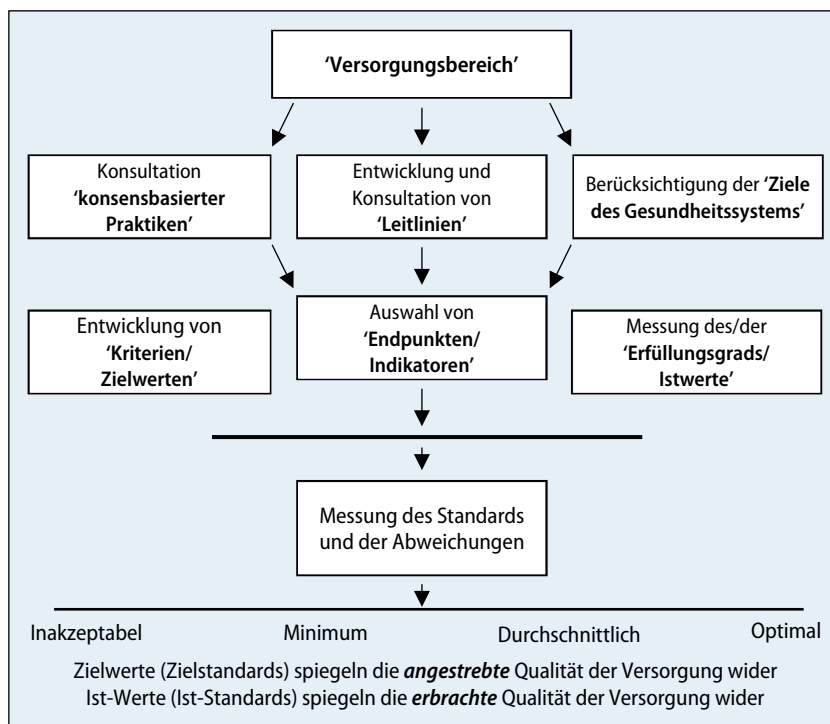 ‘Versorgungsbereich’
Konsultation
‘konsensbasierter
Praktiken’
Entwicklung und
Konsultation von
‘Leitlinien’
Berücksichtigung der ‘Ziele
des Gesundheitssystems’
Entwicklung von
‘Kriterien/
Zielwerten’
Auswahl von
‘Endpunkten/
Indikatoren’
Messung des/der
‘Erfüllungsgrads/
Istwerte’
Messung des Standards
und der Abweichungen
Inakzeptabel Minimum Durchschnittlich Optimal
Zielwerte (Zielstandards) spiegeln die angestrebte Qualität der Versorgung wider
Ist-Werte (Ist-Standards) spiegeln die erbrachte Qualität der Versorgung wider